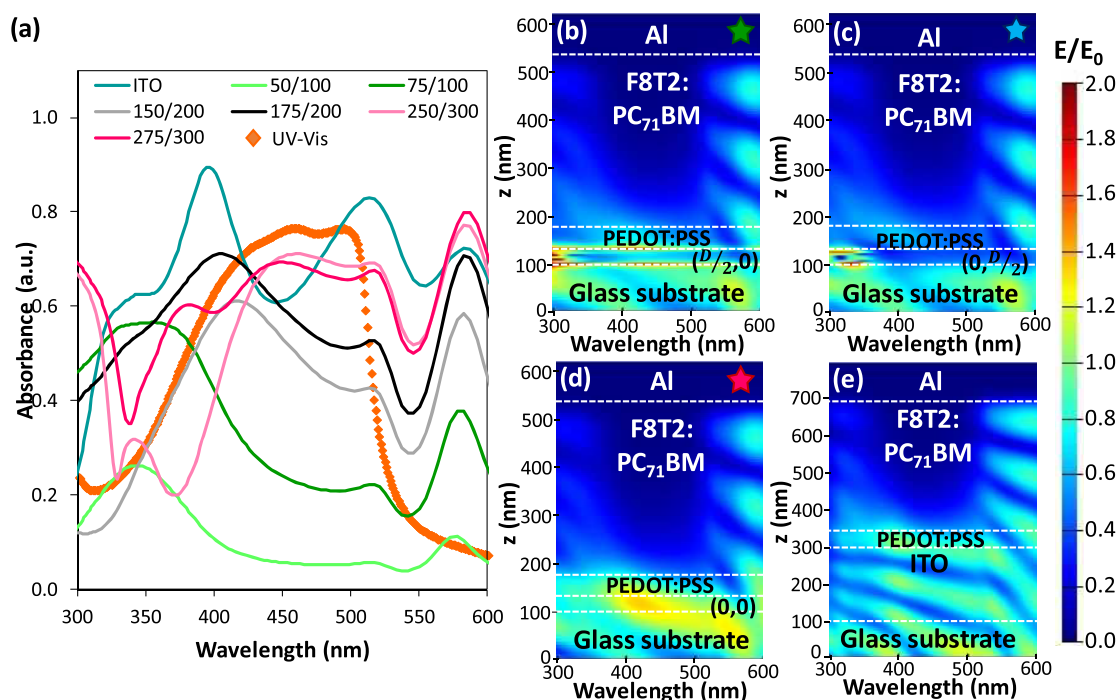 (a)
ITO
50/100
75/100
150/200
175/200
250/300
275/300
UV-Vis
Absorbance (a.u.)
1.0
0.8
0.6
0.4
0.2
0.0
300
350
400
450
500
550
600
Wavelength (nm)
(b)
Al
F8T2:
PC71BM
PEDOT:PSS
(D/2,0)
Glass substrate
z (nm)
600
500
400
300
200
100
0
300
400
500
600
Wavelength (nm)
(c)
Al
F8T2:
PC71BM
PEDOT:PSS
(0,D/2)
Glass substrate
z (nm)
600
500
400
300
200
100
0
300
400
500
600
Wavelength (nm)
(d)
Al
F8T2:
PC71BM
PEDOT:PSS
(0,0)
Glass substrate
z (nm)
600
500
400
300
200
100
0
300
400
500
600
Wavelength (nm)
(e)
Al
F8T2:
PC71BM
PEDOT:PSS
ITO
Glass substrate
z (nm)
700
600
500
400
300
200
100
0
300
400
500
600
Wavelength (nm)
E/E0
2.0
1.8
1.6
1.4
1.2
1.0
0.8
0.6
0.4
0.2
0.0